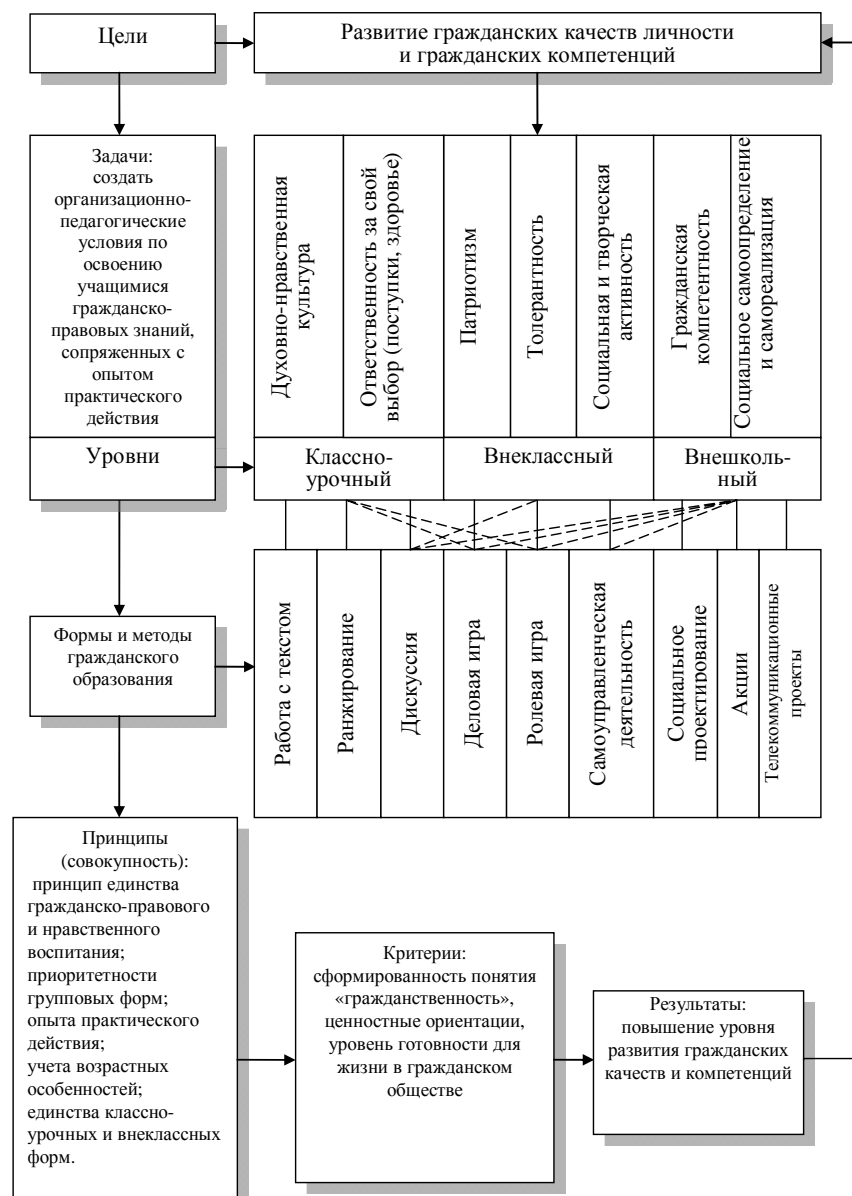 Цели
Развитие гражданских качеств личности
и гражданских компетенций
Задачи:
создать
организационно-
педагогические
условия по
освоению
учащимися
гражданско-
правовых знаний,
сопряженных с
опытом
практического
действия
Духовно-нравственная
культура
Ответственность за свой
выбор (поступки, здоровье)
Патриотизм
Толерантность
Социальная и творческая
активность
Гражданская
компетентность
Социальное самоопределение
и самореализация
Уровни
Классно-
урочный
Внеклассный
Внешколь-
ный
Формы и методы
гражданского
образования
Работа с текстом
Ранжирование
Дискуссия
Деловая игра
Ролевая игра
Самоуправленческая
деятельность
Социальное
проектирование
Акции
Телекоммуникационные
проекты
Принципы
(совокупность):
принцип единства
гражданско-правового
и нравственного
воспитания;
приоритетности
групповых форм;
опыта практического
действия;
учета возрастных
особенностей;
единства классно-
урочных и внеклассных
форм.
Критерии:
сформированность понятия
«гражданственность»,
ценностные ориентации,
уровень готовности для
жизни в гражданском
обществе
Результаты:
повышение уровня
развития гражданских
качеств и компетенций